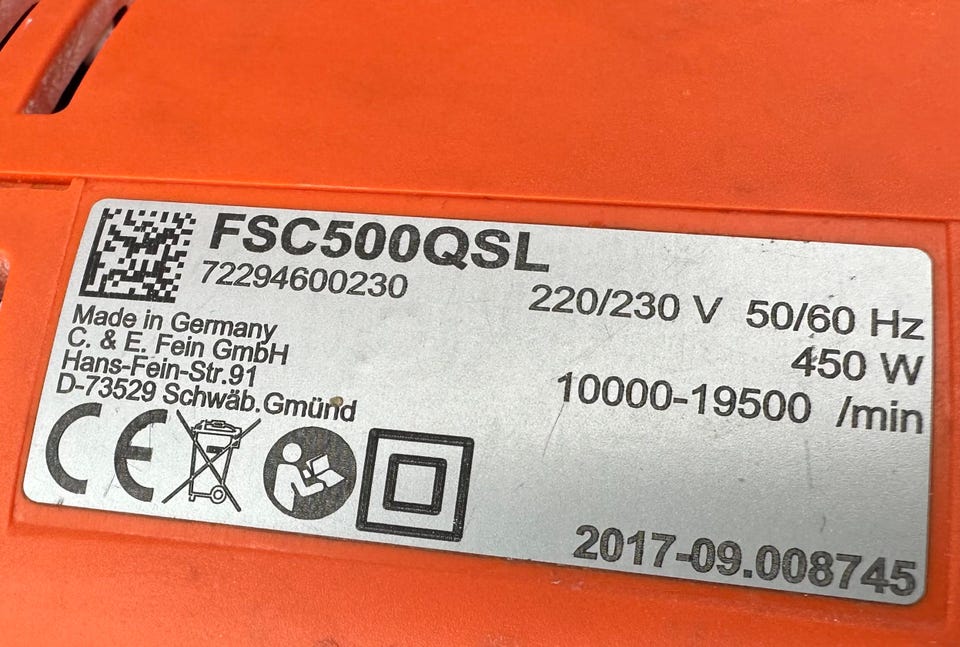 FSC500QSL
72294600230
220/230 V 50/60 Hz
450 W
10000-19500 /min
Made in Germany
C. & E. Fein GmbH
Hans-Fein-Str.91
D-73529 Schwäb.Gmünd
CE
2017-09.008745